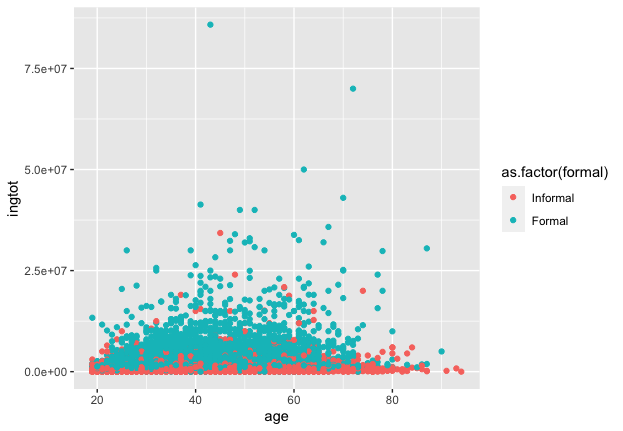 7.5e+07
5.0e+07
2.5e+07
0.0e+00
ingtot
20
40
60
80
age
as.factor(formal)
Informal
Formal